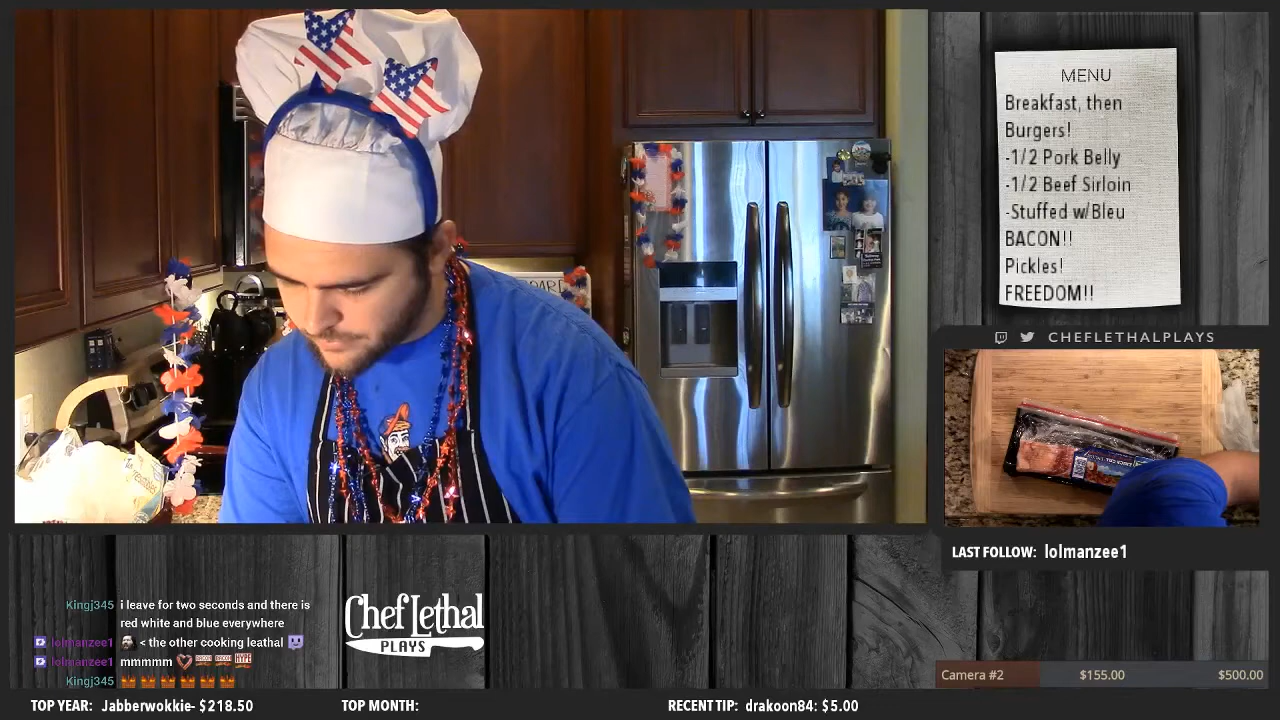 MENU
Breakfast, then
Burgers!
-1/2 Pork Belly
-1/2 Beef Sirloin
-Stuffed w/Bleu
BACON!!
Pickles!
FREEDOM!!
CHEFLETHALPLAYS
LAST FOLLOW: lolmanzee1
Kingj345 i leave for two seconds and there is
red white and blue everywhere
lolmanzee1 < the other cooking leathal
lolmanzee1 mmmmm
HYPE
Kingj345
Chef Lethal
PLAYS
Camera #2 $155.00 $500.00
TOP YEAR: Jabberwokkie- $218.50
TOP MONTH:
RECENT TIP: drakoon84: $5.00